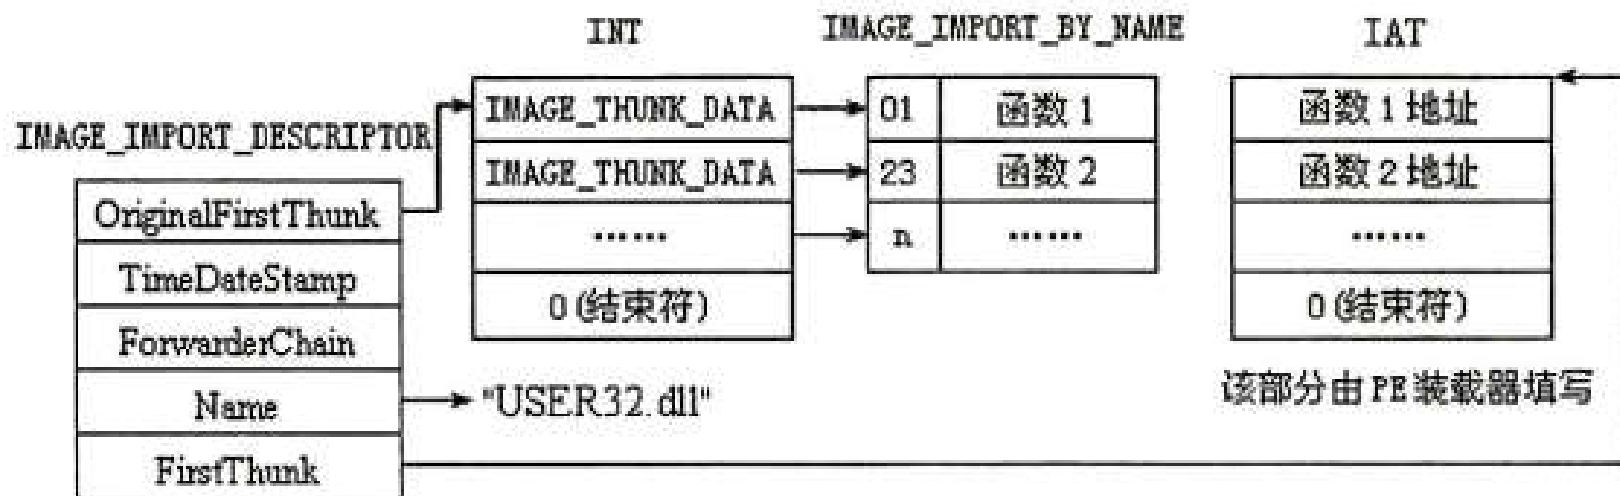 INT
IMAGE_IMPORT_BY_NAME
IAT
IMAGE_IMPORT_DESCRIPTOR
OriginalFirstThunk
TimeDateStamp
ForwarderChain
Name
FirstThunk
IMAGE_THUNK_DATA
IMAGE_THUNK_DATA
……
0(结束符)
"USER32.dll"
01 函数 1
23 函数 2
n ……
函数 1 地址
函数 2 地址
……
0(结束符)
该部分由 PE 装载器填写